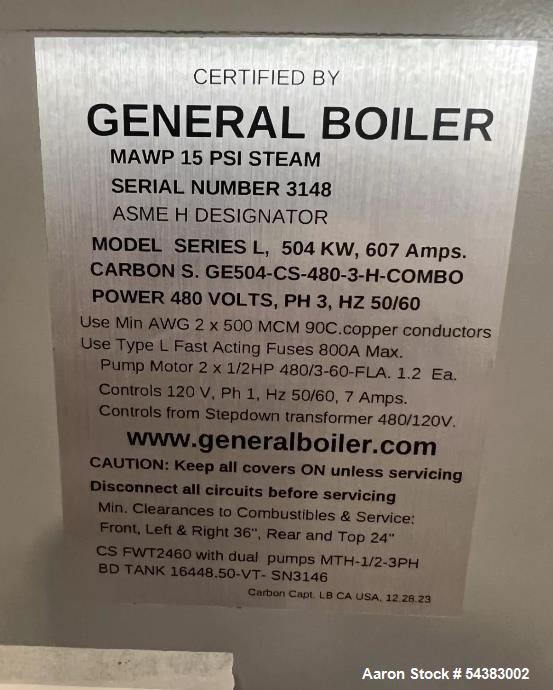 CERTIFIED BY
GENERAL BOILER
MAWP 15 PSI STEAM
SERIAL NUMBER 3148
ASME H DESIGNATOR
MODEL SERIES L, 504 KW, 607 Amps.
CARBON S. GE504-CS-480-3-H-COMBO
POWER 480 VOLTS, PH 3, HZ 50/60
Use Min AWG 2 x 500 MCM 90C.copper conductors
Use Type L Fast Acting Fuses 800A Max.
Pump Motor 2 x 1/2HP 480/3-60-FLA. 1.2 Ea.
Controls 120 V, Ph 1, Hz 50/60, 7 Amps.
Controls from Stepdown transformer 480/120V.
www.generalboiler.com
CAUTION: Keep all covers ON unless servicing
Disconnect all circuits before servicing
Min. Clearances to Combustibles & Service:
Front, Left & Right 36", Rear and Top 24"
CS FWT2460 with dual pumps MTH-1/2-3PH
BD TANK 16448.50-VT- SN3146
Carbon Capt. LB CA USA, 12.28.23
Aaron Stock # 54383002